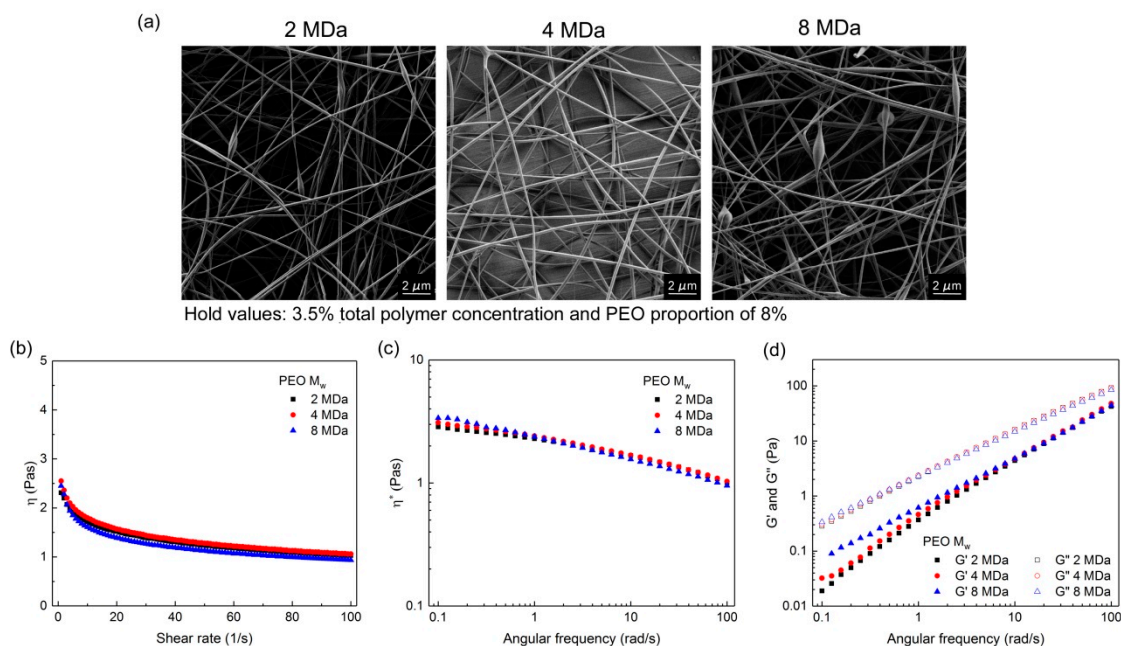 (a)
2 MDa
4 MDa
8 MDa
2 µm
2 µm
2 µm
Hold values: 3.5% total polymer concentration and PEO proportion of 8%
(b)
5
4
3
2
1
0
η (Pas)
PEO Mw
2 MDa
4 MDa
8 MDa
0 20 40 60 80 100
Shear rate (1/s)
(c)
10
1
0.1
η* (Pas)
PEO Mw
2 MDa
4 MDa
8 MDa
0.1 1 10 100
Angular frequency (rad/s)
(d)
100
10
1
0.1
0.01
G' and G'' (Pa)
PEO Mw
G' 2 MDa G'' 2 MDa
G' 4 MDa G'' 4 MDa
G' 8 MDa G'' 8 MDa
0.1 1 10 100
Angular frequency (rad/s)